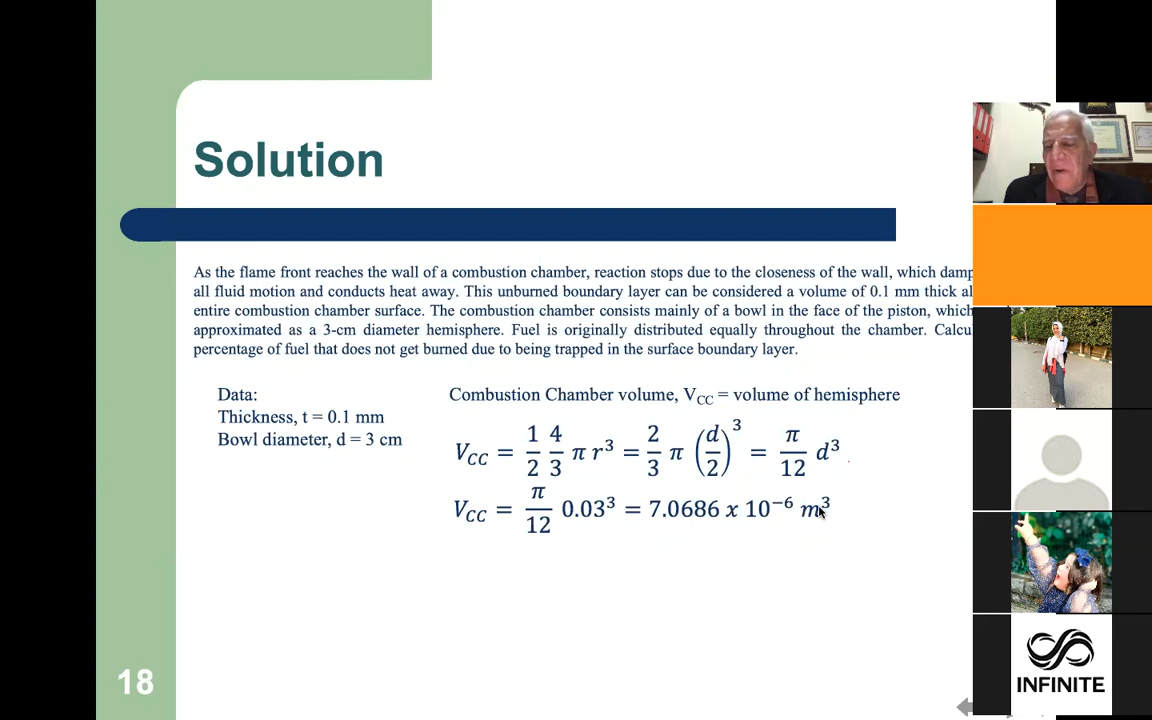 Solution
As the flame front reaches the wall of a combustion chamber, reaction stops due to the closeness of the wall, which damp
all fluid motion and conducts heat away. This unburned boundary layer can be considered a volume of 0.1 mm thick al
entire combustion chamber surface. The combustion chamber consists mainly of a bowl in the face of the piston, which
approximated as a 3-cm diameter hemisphere. Fuel is originally distributed equally throughout the chamber. Calcu
percentage of fuel that does not get burned due to being trapped in the surface boundary layer.
Data:
Thickness, t = 0.1 mm
Bowl diameter, d = 3 cm
Combustion Chamber volume, V_CC = volume of hemisphere
V_CC = 1/2 4/3 π r³ = 2/3 π (d/2)³ = π/12 d³
V_CC = π/12 0.03³ = 7.0686 x 10⁻⁶ m³
18
INFINITE